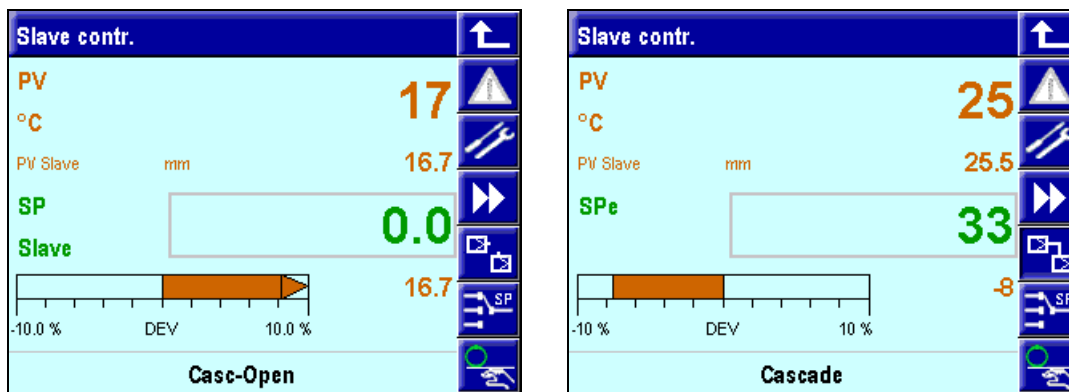 Slave contr.
PV
17
°C
PV Slave mm 16.7
SP
0.0
Slave
16.7
-10.0 % DEV 10.0 %
Casc-Open
SP
Slave contr.
PV
25
°C
PV Slave mm 25.5
SPe
33
-8
-10 % DEV 10 %
Cascade
SP